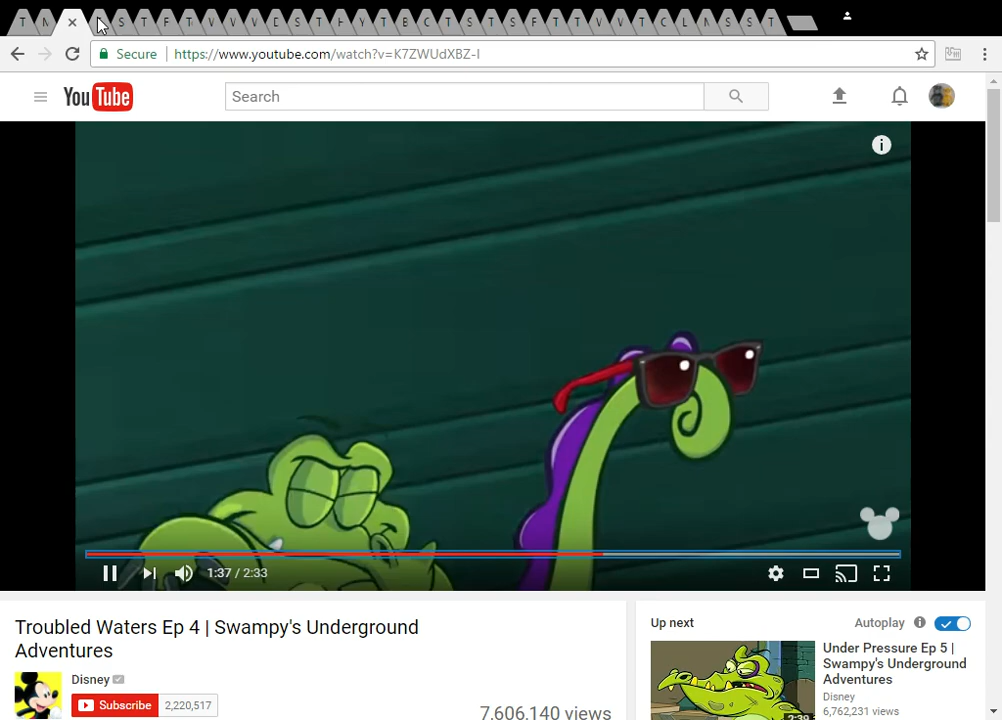 T N S T F T V V V E S T H Y T B C T S T S F T T V V T C L N S S T
Secure https://www.youtube.com/watch?v=K7ZWUdXBZ-I
YouTube
Search
1:37 / 2:33
Troubled Waters Ep 4 | Swampy's Underground
Adventures
Disney
Subscribe 2,220,517
7,606,140 views
Up next Autoplay
Under Pressure Ep 5 |
Swampy's Underground
Adventures
Disney
6,762,231 views
2:39